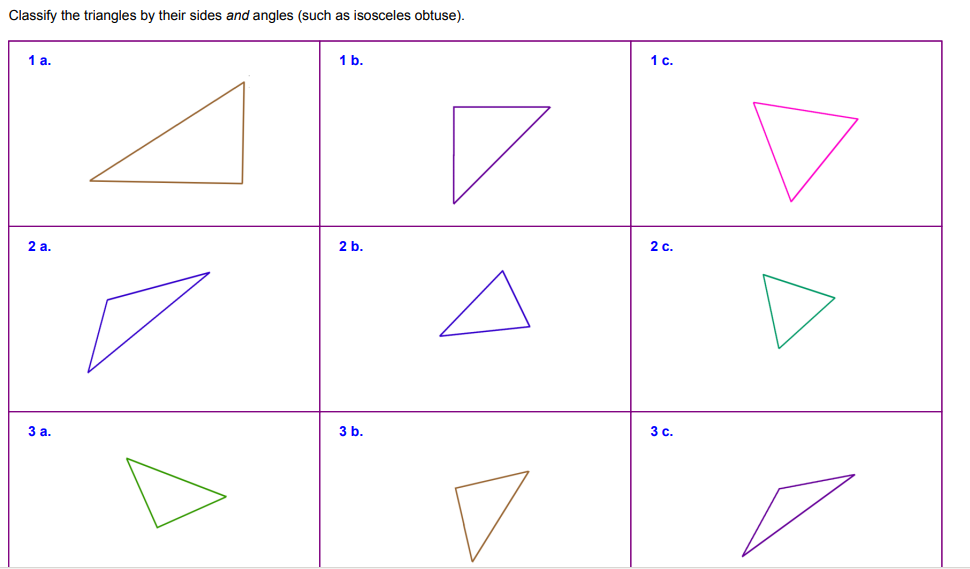 Classify the triangles by their sides and angles (such as isosceles obtuse).
1 a.
1 b.
1 c.
2 a.
2 b.
2 c.
3 a.
3 b.
3 c.